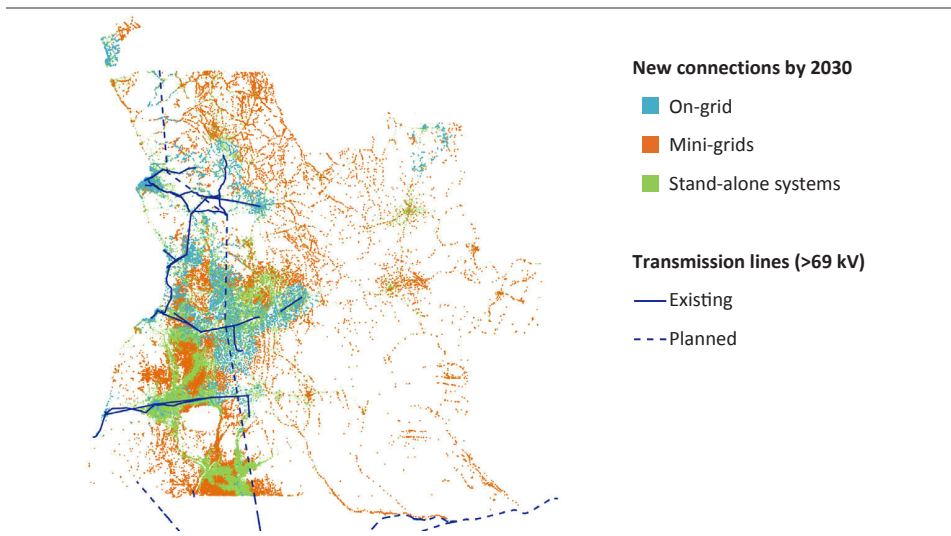 New connections by 2030
On-grid
Mini-grids
Stand-alone systems
Transmission lines (>69 kV)
Existing
Planned